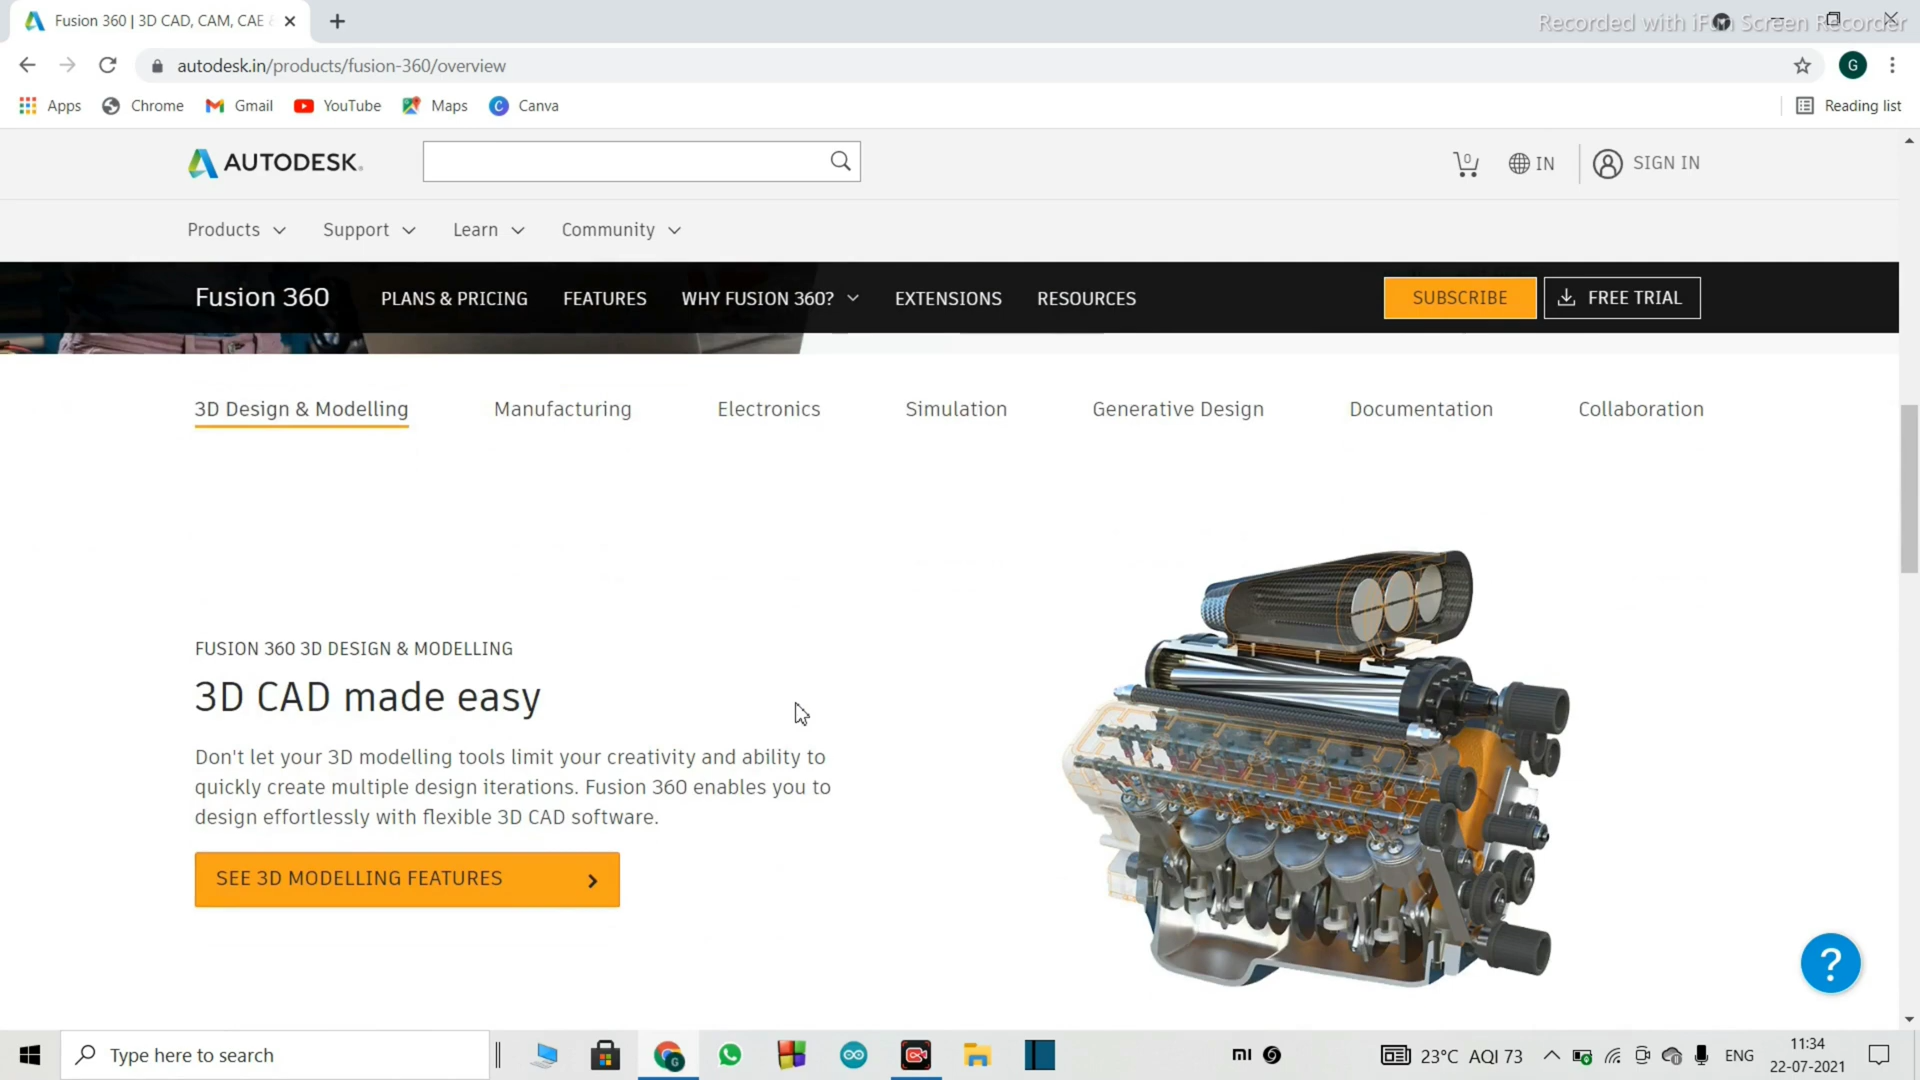 Fusion 360 | 3D CAD, CAM, CAE &
Recorded with iFun Screen Recorder
autodesk.in/products/fusion-360/overview
G
Apps
Chrome
Gmail
YouTube
Maps
Canva
Reading list
AUTODESK.
0
IN
SIGN IN
Products
Support
Learn
Community
Fusion 360
PLANS & PRICING
FEATURES
WHY FUSION 360?
EXTENSIONS
RESOURCES
SUBSCRIBE
FREE TRIAL
3D Design & Modelling
Manufacturing
Electronics
Simulation
Generative Design
Documentation
Collaboration
FUSION 360 3D DESIGN & MODELLING
3D CAD made easy
Don't let your 3D modelling tools limit your creativity and ability to
quickly create multiple design iterations. Fusion 360 enables you to
design effortlessly with flexible 3D CAD software.
SEE 3D MODELLING FEATURES
?
Type here to search
mi
23°C AQI 73
ENG
11:34
22-07-2021